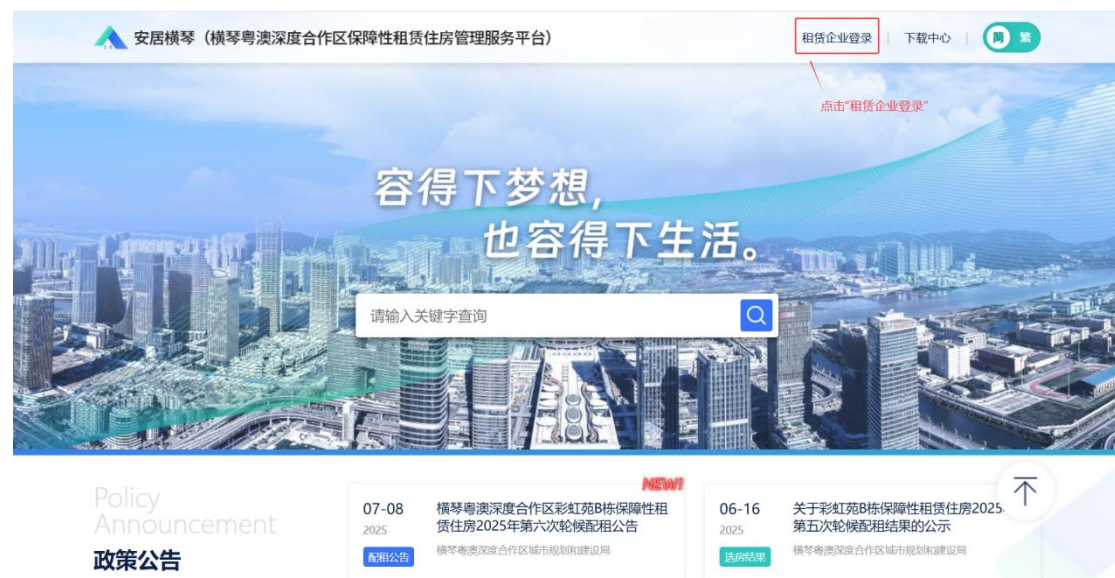 安居横琴（横琴粤澳深度合作区保障性租赁住房管理服务平台）
租赁企业登录
下载中心
简
繁
点击"租赁企业登录"
容得下梦想，
也容得下生活。
请输入关键字查询
Policy
Announcement
政策公告
NEW!
07-08
2025
配租公告
横琴粤澳深度合作区彩虹苑B栋保障性租
赁住房2025年第六次轮候配租公告
横琴粤澳深度合作区城市规划和建设局
06-16
2025
选房结果
关于彩虹苑B栋保障性租赁住房2025
第五次轮候配租结果的公示
横琴粤澳深度合作区城市规划和建设局